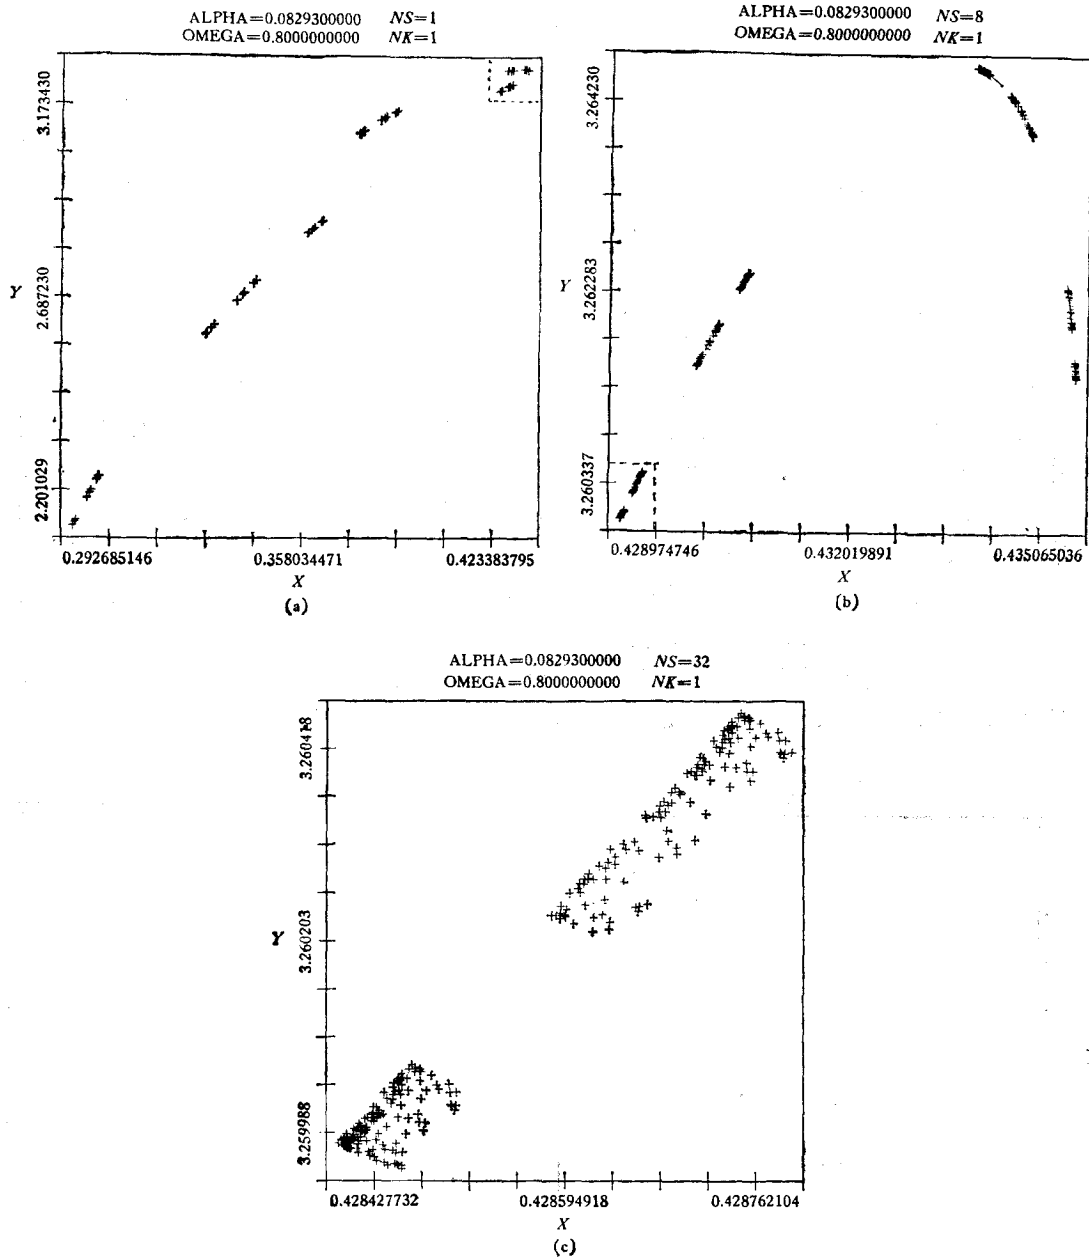 ALPHA=0.0829300000 NS=1
OMEGA=0.8000000000 NK=1
3.173430
2.687230
2.201029
Y
0.292685146 0.358034471 0.423383795
X
(a)
ALPHA=0.0829300000 NS=8
OMEGA=0.8000000000 NK=1
3.264230
3.262283
3.260337
Y
0.428974746 0.432019891 0.435065036
X
(b)
ALPHA=0.0829300000 NS=32
OMEGA=0.8000000000 NK=1
3.260418
3.260203
3.259988
Y
0.428427732 0.428594918 0.428762104
X
(c)